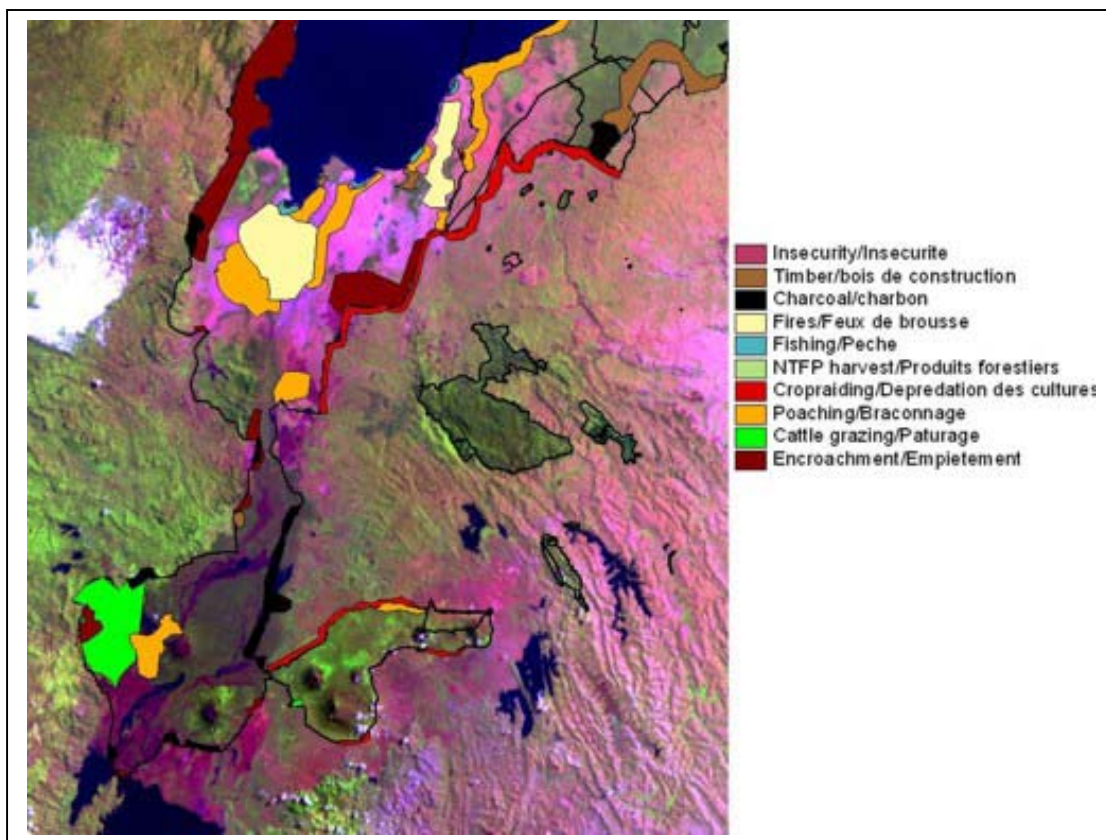 Insecurity/Insecurite
Timber/bois de construction
Charcoal/charbon
Fires/Feux de brousse
Fishing/Peche
NTFP harvest/Produits forestiers
Cropraiding/Depredation des cultures
Poaching/Braconnage
Cattle grazing/Paturage
Encroachment/Empietement